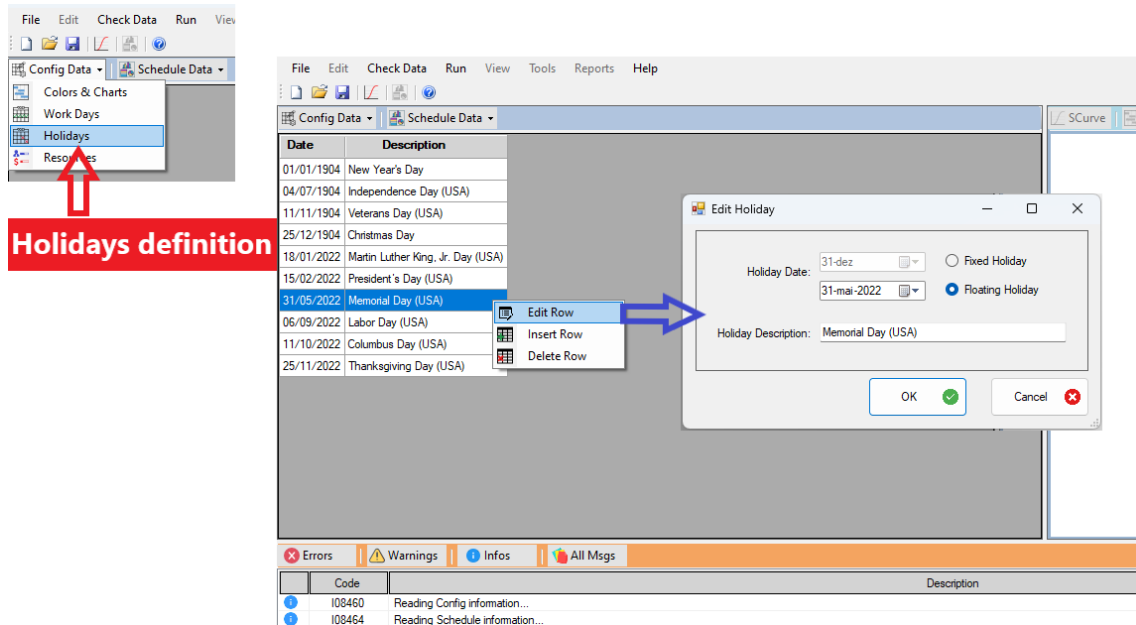 File Edit Check Data Run View
Config Data Schedule Data
Colors & Charts
Work Days
Holidays
Resources
Holidays definition
File Edit Check Data Run View Tools Reports Help
Config Data Schedule Data SCurve
Date Description
01/01/1904 New Year's Day
04/07/1904 Independence Day (USA)
11/11/1904 Veterans Day (USA)
25/12/1904 Christmas Day
18/01/2022 Martin Luther King, Jr. Day (USA)
15/02/2022 President's Day (USA)
31/05/2022 Memorial Day (USA)
06/09/2022 Labor Day (USA)
11/10/2022 Columbus Day (USA)
25/11/2022 Thanksgiving Day (USA)
Edit Row
Insert Row
Delete Row
Edit Holiday
Holiday Date: 31-dez Fixed Holiday
31-mai-2022 Floating Holiday
Holiday Description: Memorial Day (USA)
OK Cancel
Errors Warnings Infos All Msgs
Code Description
I08460 Reading Config information...
I08464 Reading Schedule information...